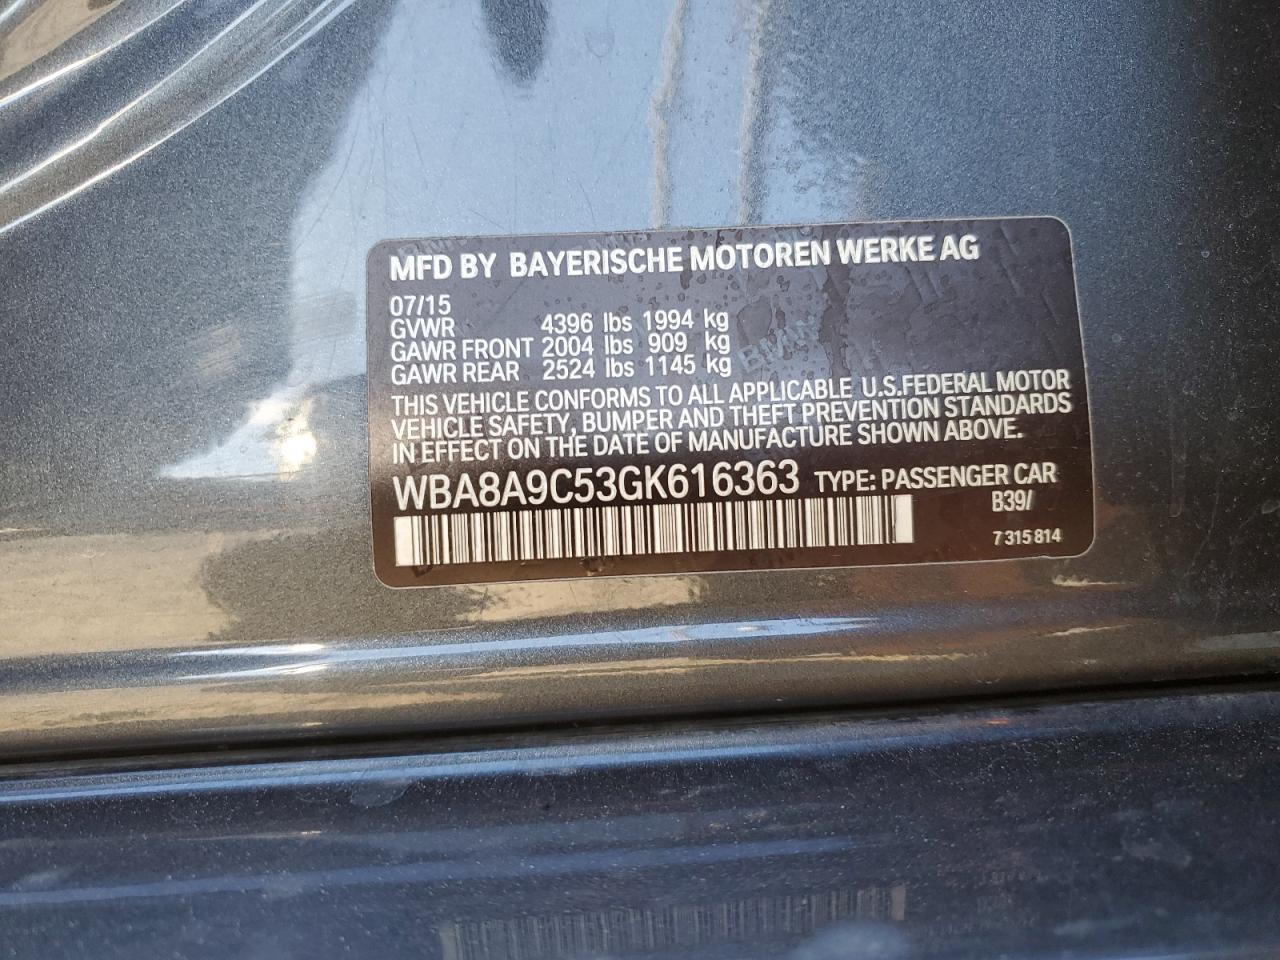 MFD BY BAYERISCHE MOTOREN WERKE AG
07/15
GVWR 4396 lbs 1994 kg
GAWR FRONT 2004 lbs 909 kg
GAWR REAR 2524 lbs 1145 kg
THIS VEHICLE CONFORMS TO ALL APPLICABLE U.S.FEDERAL MOTOR
VEHICLE SAFETY, BUMPER AND THEFT PREVENTION STANDARDS
IN EFFECT ON THE DATE OF MANUFACTURE SHOWN ABOVE.
WBA8A9C53GK616363 TYPE: PASSENGER CAR
B39/
7 315 814